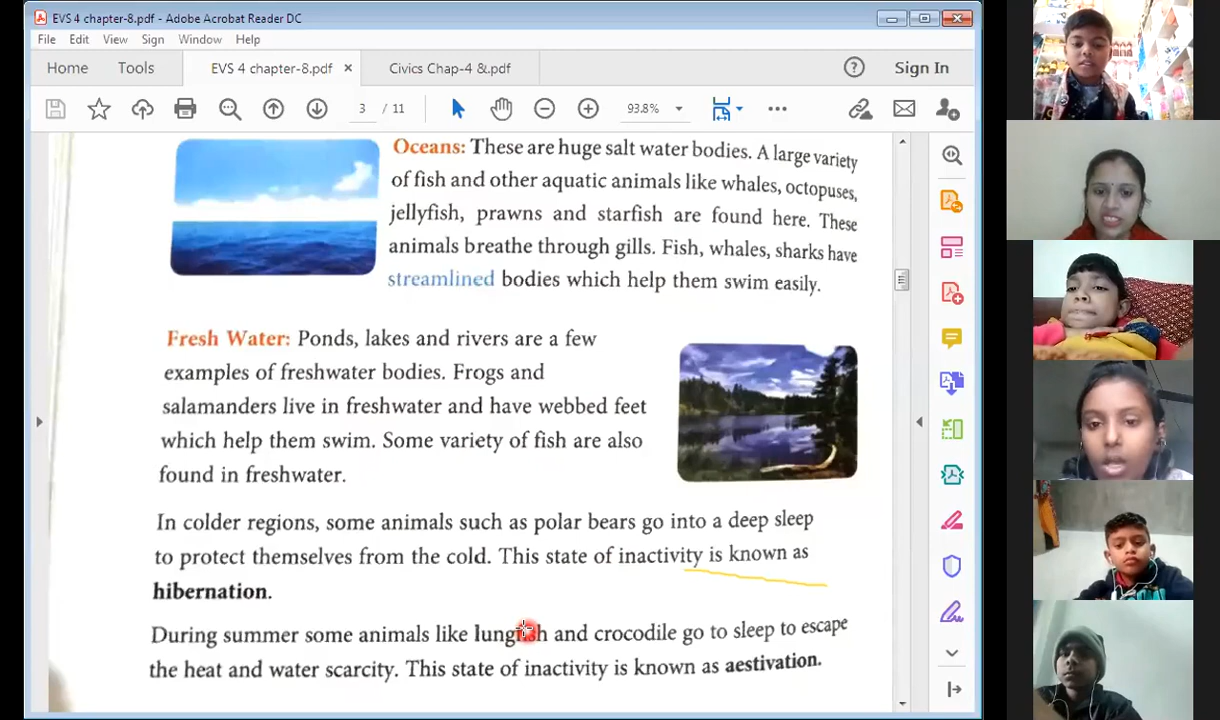 EVS 4 chapter-8.pdf - Adobe Acrobat Reader DC
File Edit View Sign Window Help
Home Tools EVS 4 chapter-8.pdf × Civics Chap-4 &.pdf Sign In
3 / 11 93.8%
Oceans: These are huge salt water bodies. A large variety
of fish and other aquatic animals like whales, octopuses,
jellyfish, prawns and starfish are found here. These
animals breathe through gills. Fish, whales, sharks have
streamlined bodies which help them swim easily.
Fresh Water: Ponds, lakes and rivers are a few
examples of freshwater bodies. Frogs and
salamanders live in freshwater and have webbed feet
which help them swim. Some variety of fish are also
found in freshwater.
In colder regions, some animals such as polar bears go into a deep sleep
to protect themselves from the cold. This state of inactivity is known as
hibernation.
During summer some animals like lungfish and crocodile go to sleep to escape
the heat and water scarcity. This state of inactivity is known as aestivation.